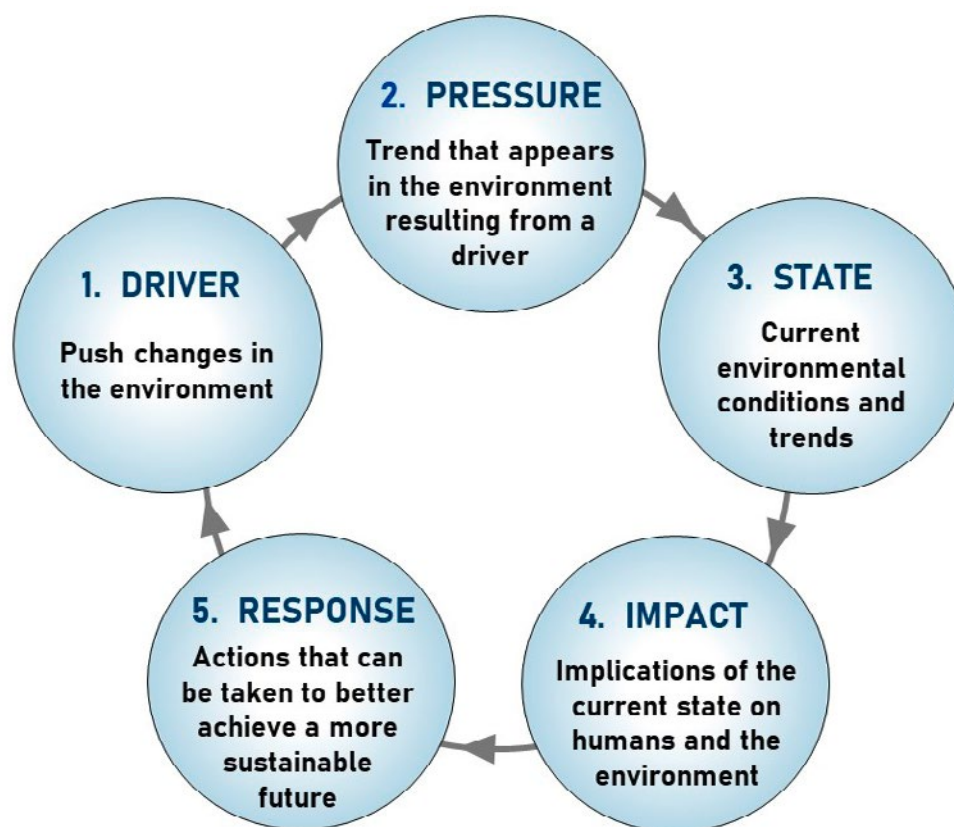 1. DRIVER
Push changes in
the environment
2. PRESSURE
Trend that appears
in the environment
resulting from a
driver
3. STATE
Current
environmental
conditions and
trends
4. IMPACT
Implications of the
current state on
humans and the
environment
5. RESPONSE
Actions that can
be taken to better
achieve a more
sustainable
future